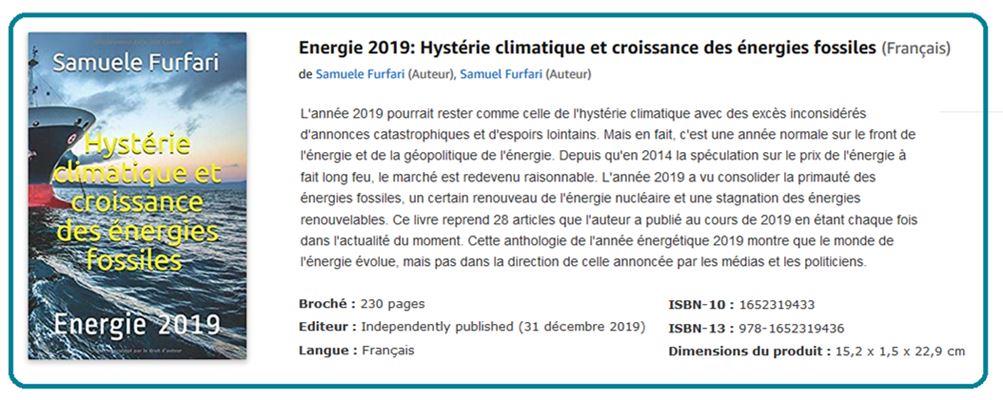 Samuele Furfari
Hystérie
climatique et
croissance
des énergies
fossiles
Energie 2019
Energie 2019: Hystérie climatique et croissance des énergies fossiles (Français)
de Samuele Furfari (Auteur), Samuel Furfari (Auteur)
L'année 2019 pourrait rester comme celle de l'hystérie climatique avec des excès inconsidérés
d'annonces catastrophiques et d'espoirs lointains. Mais en fait, c'est une année normale sur le front de
l'énergie et de la géopolitique de l'énergie. Depuis qu'en 2014 la spéculation sur le prix de l'énergie à
fait long feu, le marché est redevenu raisonnable. L'année 2019 a vu consolider la primauté des
énergies fossiles, un certain renouveau de l'énergie nucléaire et une stagnation des énergies
renouvelables. Ce livre reprend 28 articles que l'auteur a publié au cours de 2019 en étant chaque fois
dans l'actualité du moment. Cette anthologie de l'année énergétique 2019 montre que le monde de
l'énergie évolue, mais pas dans la direction de celle annoncée par les médias et les politiciens.
Broché : 230 pages
Editeur : Independently published (31 décembre 2019)
Langue : Français
ISBN-10 : 1652319433
ISBN-13 : 978-1652319436
Dimensions du produit : 15,2 x 1,5 x 22,9 cm